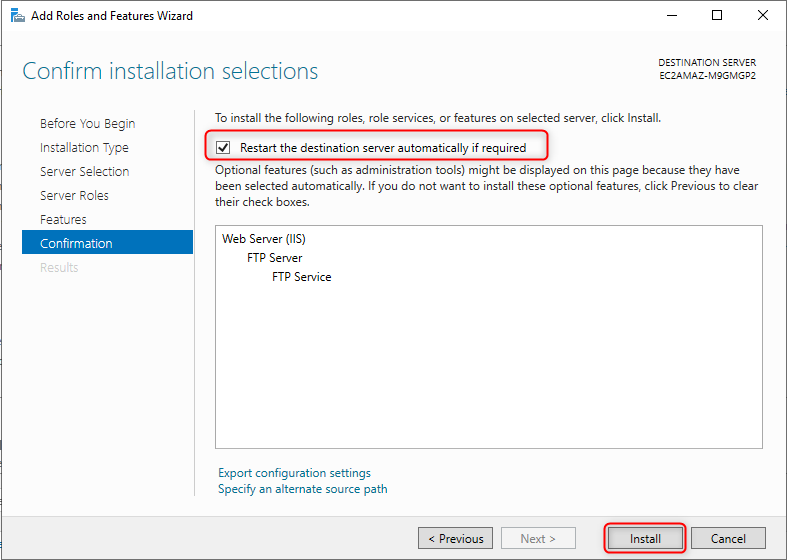 Add Roles and Features Wizard
Confirm installation selections
DESTINATION SERVER
EC2AMAZ-M9GMGP2
Before You Begin
Installation Type
Server Selection
Server Roles
Features
Confirmation
Results
To install the following roles, role services, or features on selected server, click Install.
Restart the destination server automatically if required
Optional features (such as administration tools) might be displayed on this page because they have
been selected automatically. If you do not want to install these optional features, click Previous to clear
their check boxes.
Web Server (IIS)
FTP Server
FTP Service
Export configuration settings
Specify an alternate source path
< Previous
Next >
Install
Cancel